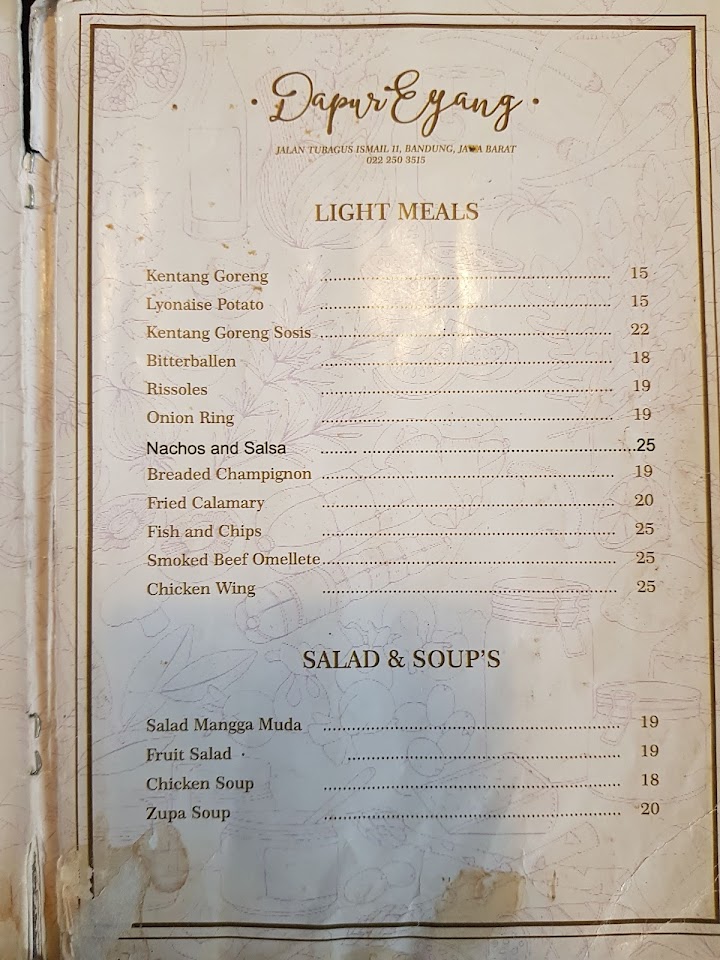 Dapur Eyang
JALAN TUBAGUS ISMAIL 11, BANDUNG, JAWA BARAT
022 250 3515
LIGHT MEALS
Kentang Goreng ........................ 15
Lyonaise Potato ........................ 15
Kentang Goreng Sosis ........................ 22
Bitterballen ........................ 18
Rissoles ........................ 19
Onion Ring ........................ 19
Nachos and Salsa ........ ........................25
Breaded Champignon ........................ 19
Fried Calamary ........................ 20
Fish and Chips ........................ 25
Smoked Beef Omellete........................ 25
Chicken Wing ........................ 25
SALAD & SOUP'S
Salad Mangga Muda ........................ 19
Fruit Salad ........................ 19
Chicken Soup ........................ 18
Zupa Soup ........................ 20